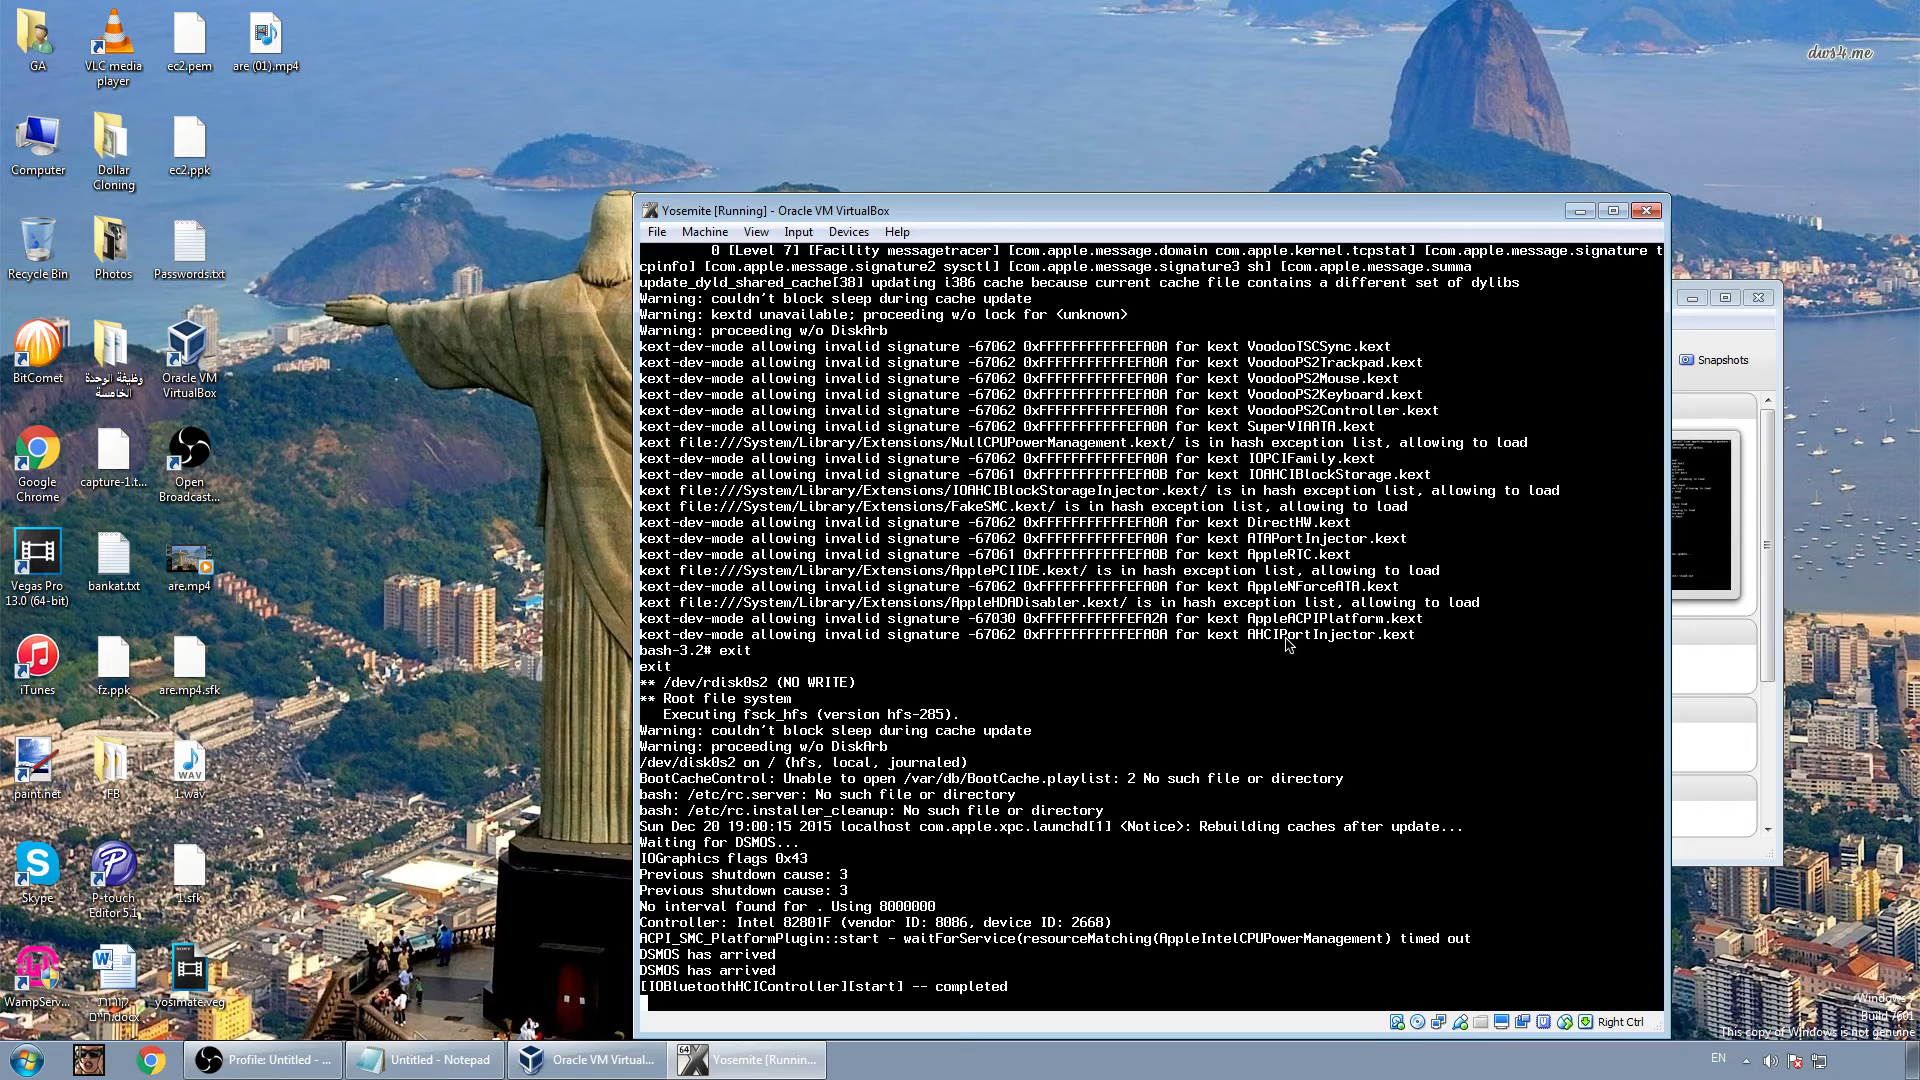 GA
VLC media
player
ec2.pem
are (01).mp4
Computer
Dollar
Cloning
ec2.ppk
Recycle Bin
Photos
Passwords.txt
BitComet
وظيفة الوحدة
الخامسة
Oracle VM
VirtualBox
Google
Chrome
capture-1.t...
Open
Broadcast...
Vegas Pro
13.0 (64-bit)
bankat.txt
are.mp4
iTunes
fz.ppk
are.mp4.sfk
paint.net
FB
WAV
1.wav
Skype
P-touch
Editor 5.1
1.sfk
WampServ...
קורות
חיים.docx
yosimate.veg
dws4.me
Yosemite [Running] - Oracle VM VirtualBox
File Machine View Input Devices Help
0 [Level 7] [Facility messagetracer] [com.apple.message.domain com.apple.kernel.tcpstat] [com.apple.message.signature t
cpinfo] [com.apple.message.signature2 sysctl] [com.apple.message.signature3 sh] [com.apple.message.summa
update_dyld_shared_cache[38] updating i386 cache because current cache file contains a different set of dylibs
Warning: couldn't block sleep during cache update
Warning: kextd unavailable; proceeding w/o lock for <unknown>
Warning: proceeding w/o DiskArb
kext-dev-mode allowing invalid signature -67062 0xFFFFFFFFFFFEFA0A for kext VoodooTSCSync.kext
kext-dev-mode allowing invalid signature -67062 0xFFFFFFFFFFFEFA0A for kext VoodooPS2Trackpad.kext
kext-dev-mode allowing invalid signature -67062 0xFFFFFFFFFFFEFA0A for kext VoodooPS2Mouse.kext
kext-dev-mode allowing invalid signature -67062 0xFFFFFFFFFFFEFA0A for kext VoodooPS2Keyboard.kext
kext-dev-mode allowing invalid signature -67062 0xFFFFFFFFFFFEFA0A for kext VoodooPS2Controller.kext
kext-dev-mode allowing invalid signature -67062 0xFFFFFFFFFFFEFA0A for kext SuperVIAATA.kext
kext file:///System/Library/Extensions/NullCPUPowerManagement.kext/ is in hash exception list, allowing to load
kext-dev-mode allowing invalid signature -67062 0xFFFFFFFFFFFEFA0A for kext IOPCIFamily.kext
kext-dev-mode allowing invalid signature -67061 0xFFFFFFFFFFFEFA0B for kext IOAHCIBlockStorage.kext
kext file:///System/Library/Extensions/IOAHCIBlockStorageInjector.kext/ is in hash exception list, allowing to load
kext file:///System/Library/Extensions/FakeSMC.kext/ is in hash exception list, allowing to load
kext-dev-mode allowing invalid signature -67062 0xFFFFFFFFFFFEFA0A for kext DirectHW.kext
kext-dev-mode allowing invalid signature -67062 0xFFFFFFFFFFFEFA0A for kext ATAPortInjector.kext
kext-dev-mode allowing invalid signature -67061 0xFFFFFFFFFFFEFA0B for kext AppleRTC.kext
kext file:///System/Library/Extensions/ApplePCIIDE.kext/ is in hash exception list, allowing to load
kext-dev-mode allowing invalid signature -67062 0xFFFFFFFFFFFEFA0A for kext AppleNForceATA.kext
kext file:///System/Library/Extensions/AppleHDADisabler.kext/ is in hash exception list, allowing to load
kext-dev-mode allowing invalid signature -67030 0xFFFFFFFFFFFEFA2A for kext AppleACPIPlatform.kext
kext-dev-mode allowing invalid signature -67062 0xFFFFFFFFFFFEFA0A for kext AHCIPortInjector.kext
bash-3.2# exit
exit
** /dev/rdisk0s2 (NO WRITE)
** Root file system
Executing fsck_hfs (version hfs-285).
Warning: couldn't block sleep during cache update
Warning: proceeding w/o DiskArb
/dev/disk0s2 on / (hfs, local, journaled)
BootCacheControl: Unable to open /var/db/BootCache.playlist: 2 No such file or directory
bash: /etc/rc.server: No such file or directory
bash: /etc/rc.installer_cleanup: No such file or directory
Sun Dec 20 19:00:15 2015 localhost com.apple.xpc.launchd[1] <Notice>: Rebuilding caches after update...
Waiting for DSMOS...
IOGraphics flags 0x43
Previous shutdown cause: 3
Previous shutdown cause: 3
No interval found for . Using 8000000
Controller: Intel 82801F (vendor ID: 8086, device ID: 2668)
ACPI_SMC_PlatformPlugin::start - waitForService(resourceMatching(AppleIntelCPUPowerManagement) timed out
DSMOS has arrived
DSMOS has arrived
[IOBluetoothHCIController][start] -- completed
Right Ctrl
Snapshots
Windows 7
Build 7601
This copy of Windows is not genuine
Profile: Untitled - ...
Untitled - Notepad
Oracle VM Virtual...
64
Yosemite [Runnin...
EN